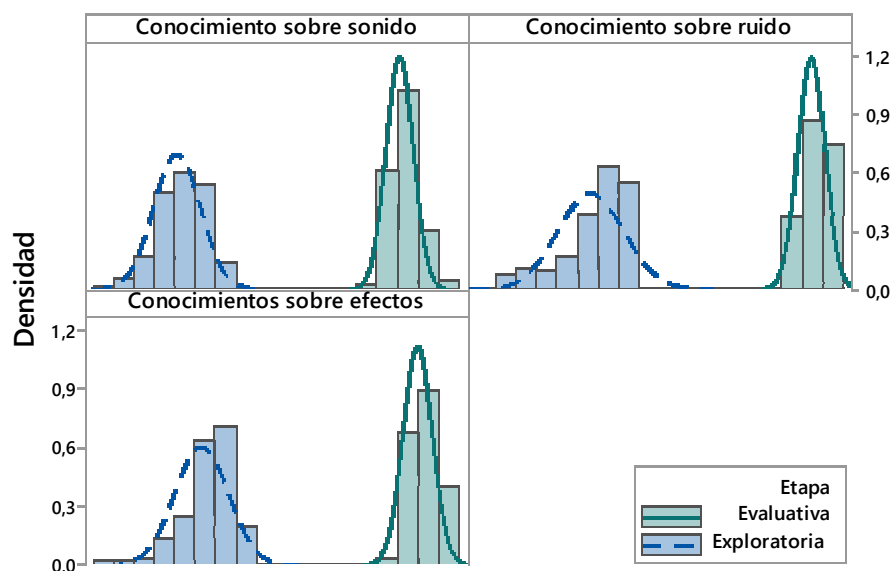 Conocimiento sobre sonido
Conocimiento sobre ruido
1,2
0,9
0,6
0,3
0,0
Densidad
Conocimientos sobre efectos
1,2
0,9
0,6
0,3
0,0
Etapa
Evaluativa
Exploratoria